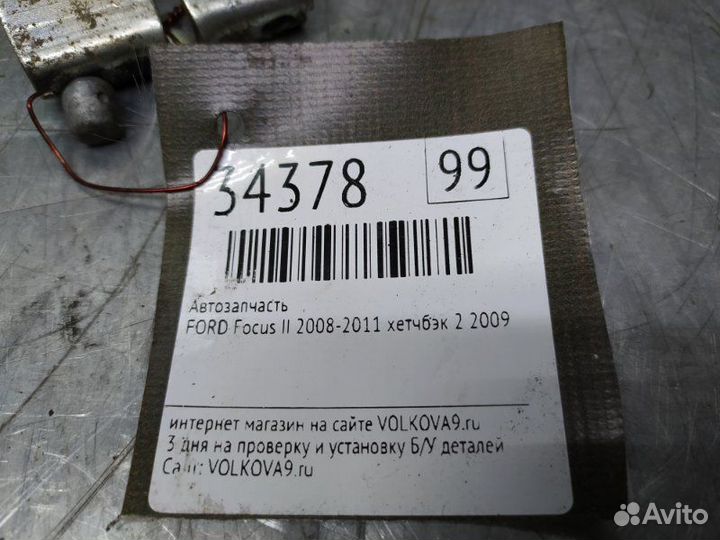 34378 99
Автозапчасть
FORD Focus II 2008-2011 хетчбэк 2 2009
интернет магазин на сайте VOLKOVA9.ru
3 дня на проверку и установку Б/У деталей
Сайт: VOLKOVA9.ru
Avito